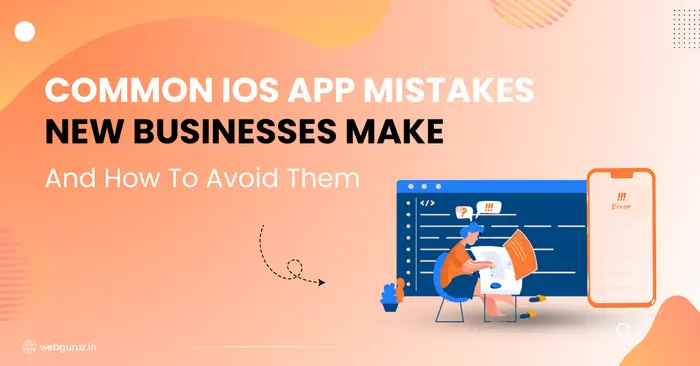 COMMON IOS APP MISTAKES
NEW BUSINESSES MAKE
And How To Avoid Them
</>
?
!!!
!!!
Error
webguruz.in